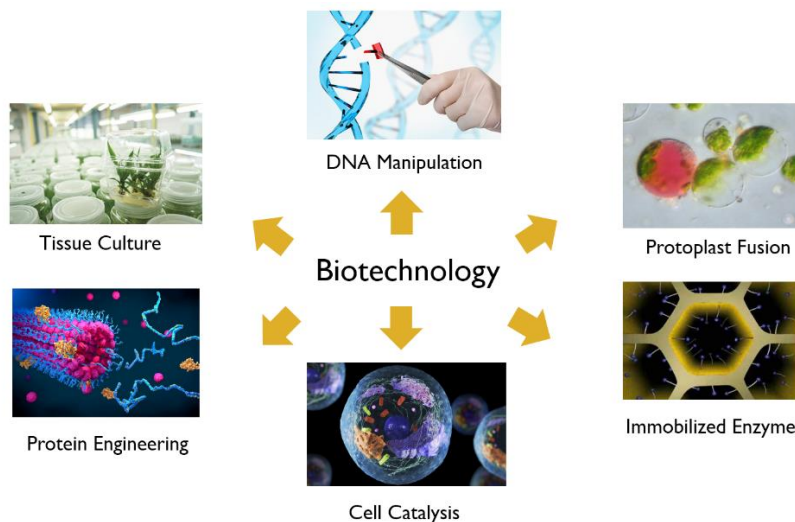 DNA Manipulation
Tissue Culture
Protoplast Fusion
Biotechnology
Protein Engineering
Immobilized Enzyme
Cell Catalysis